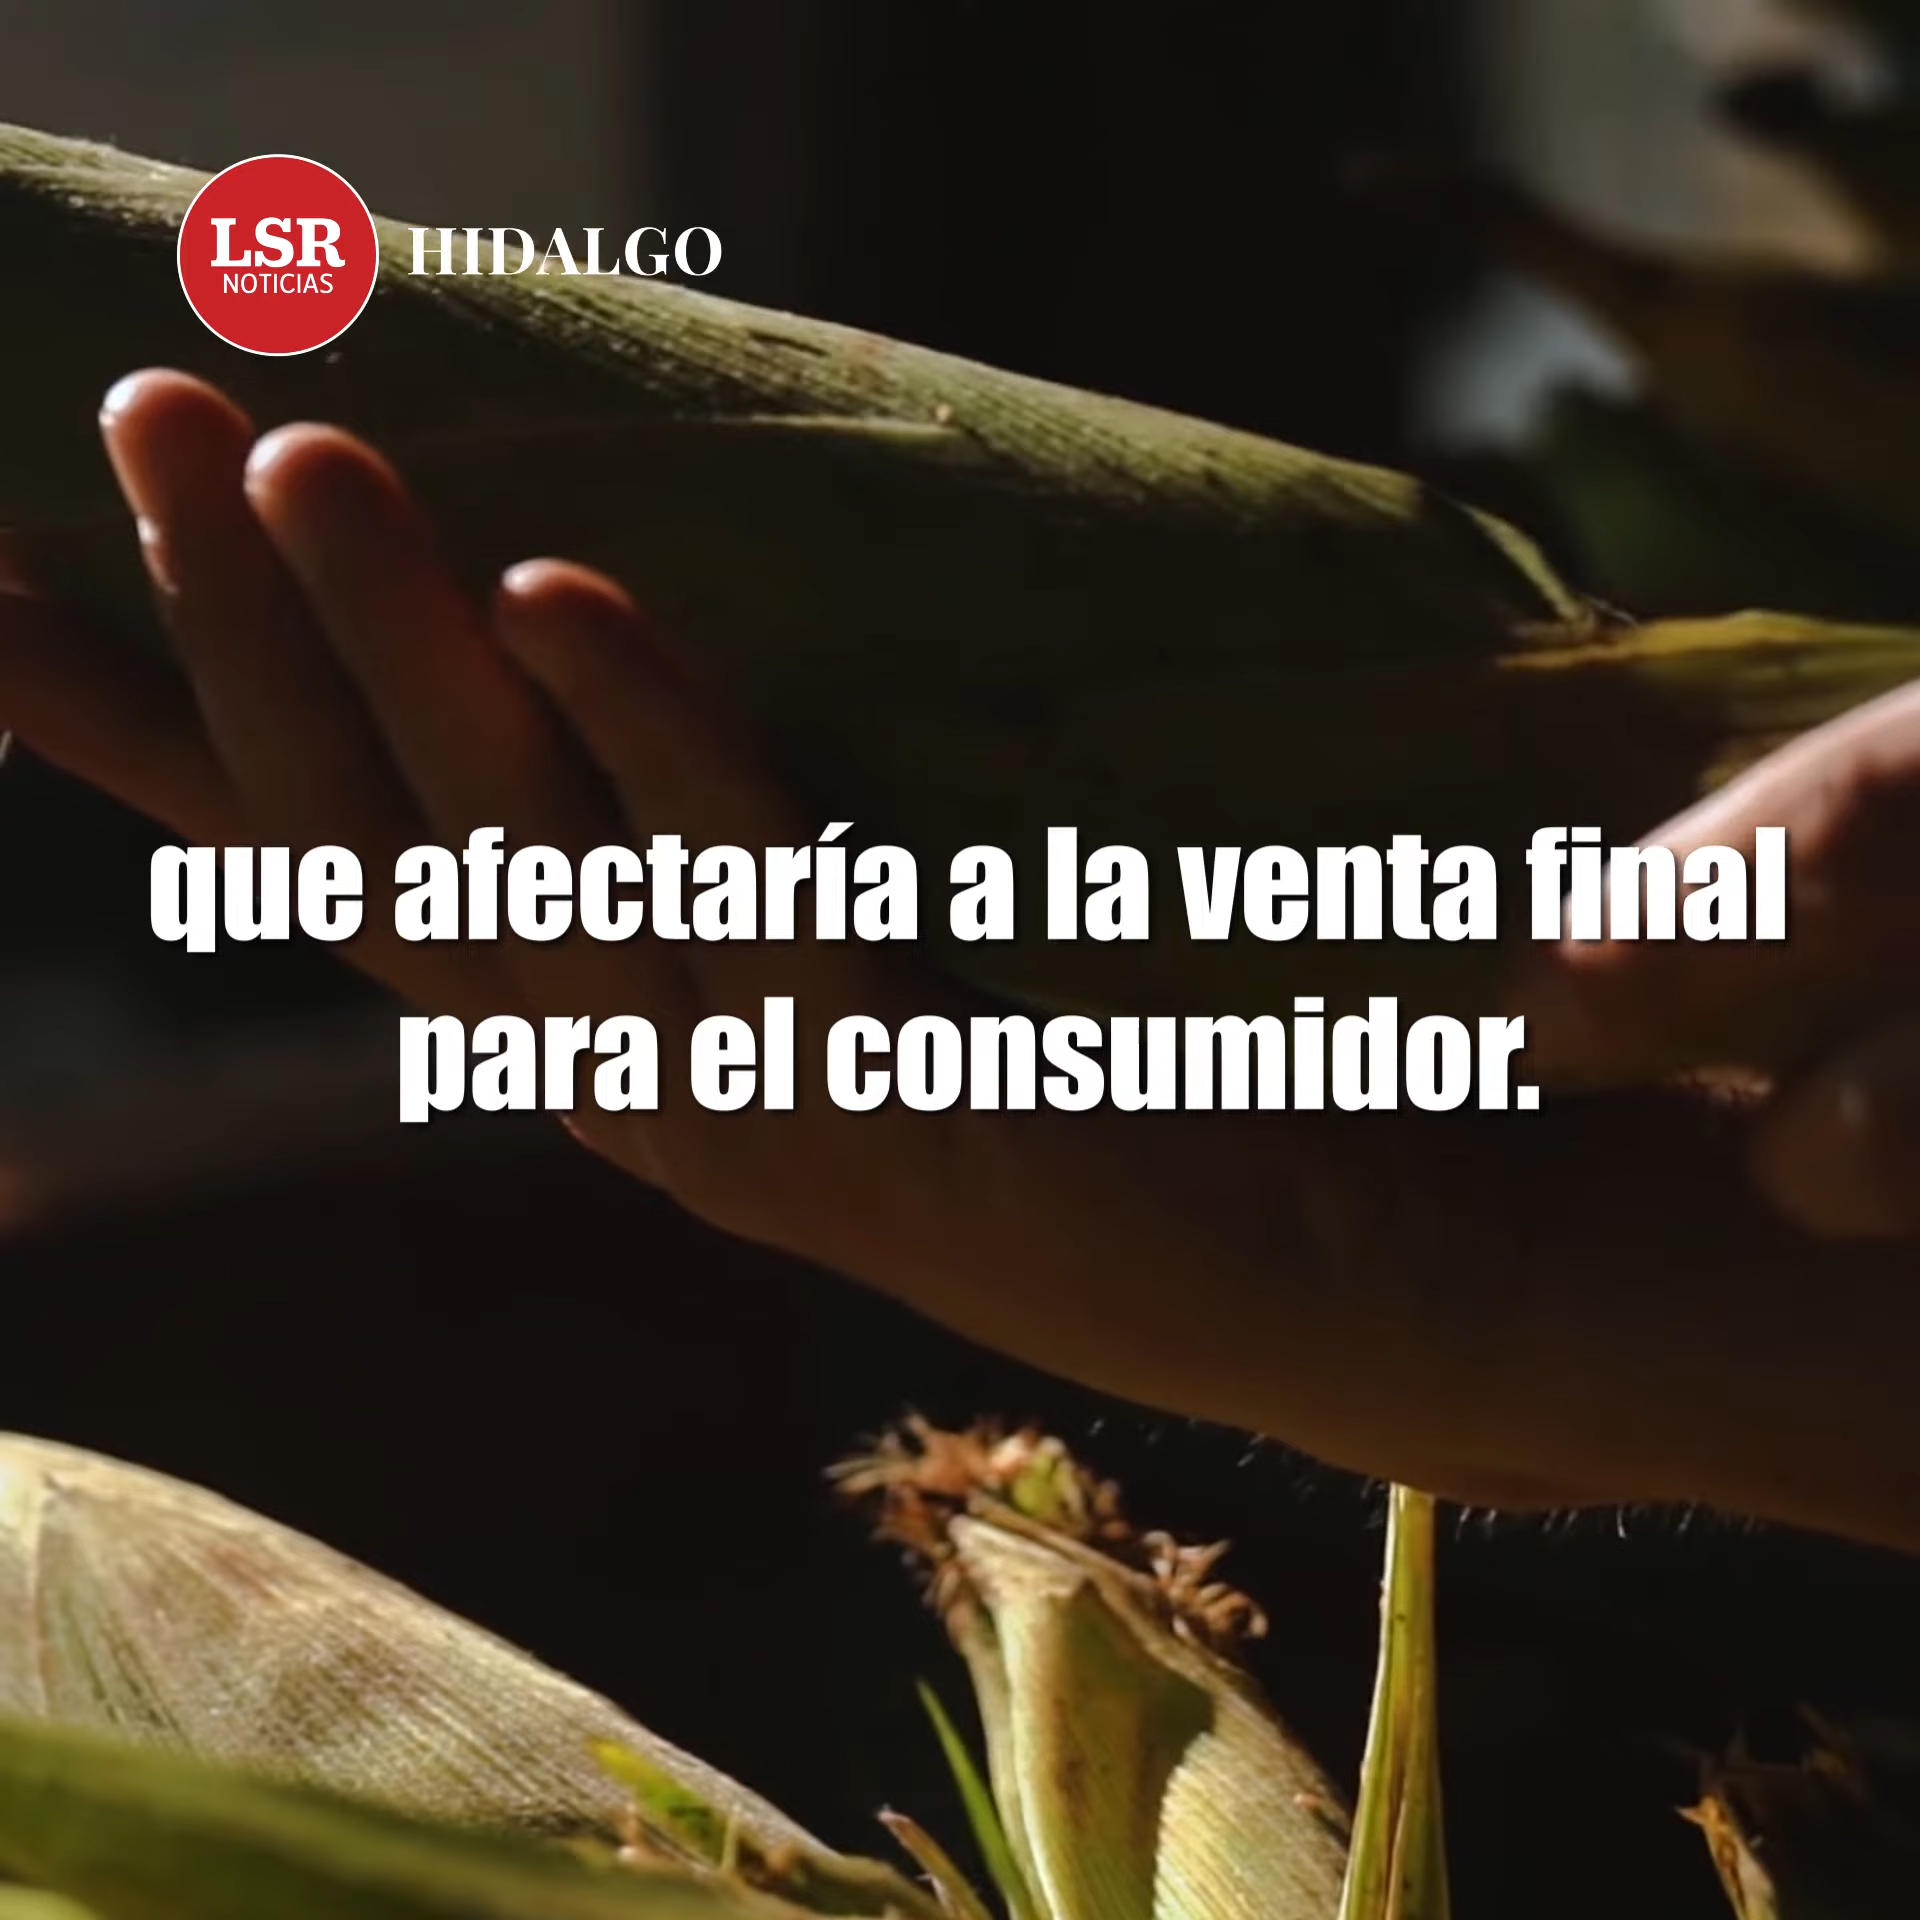 LSR
NOTICIAS
HIDALGO
que afectaría a la venta final
para el consumidor.